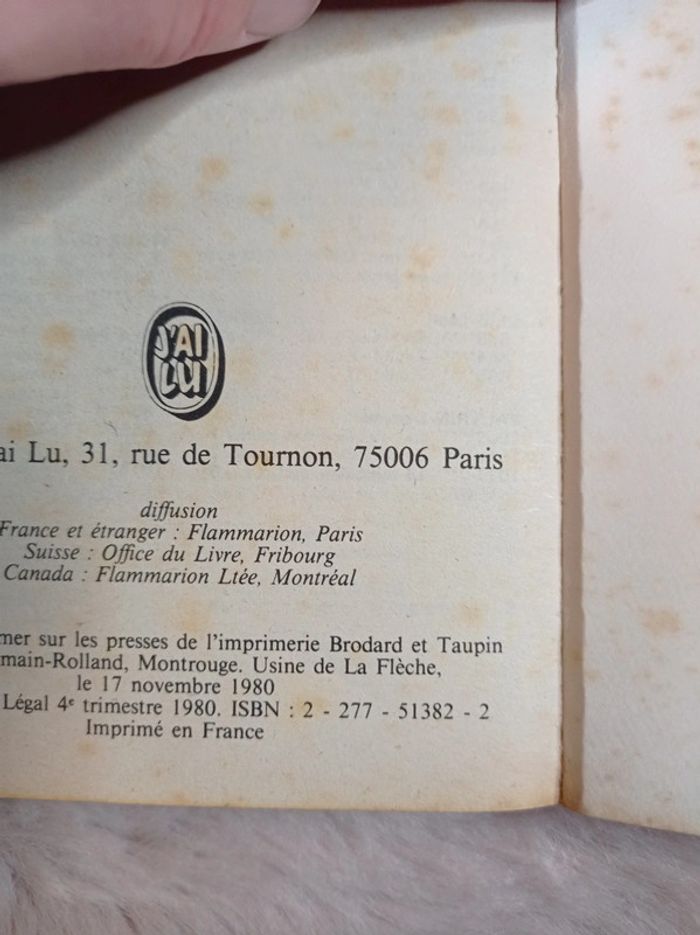 J'AI
LU
ai Lu, 31, rue de Tournon, 75006 Paris
diffusion
France et étranger : Flammarion, Paris
Suisse : Office du Livre, Fribourg
Canada : Flammarion Ltée, Montréal
mer sur les presses de l'imprimerie Brodard et Taupin
main-Rolland, Montrouge. Usine de La Flèche,
le 17 novembre 1980
Légal 4e trimestre 1980. ISBN : 2 - 277 - 51382 - 2
Imprimé en France